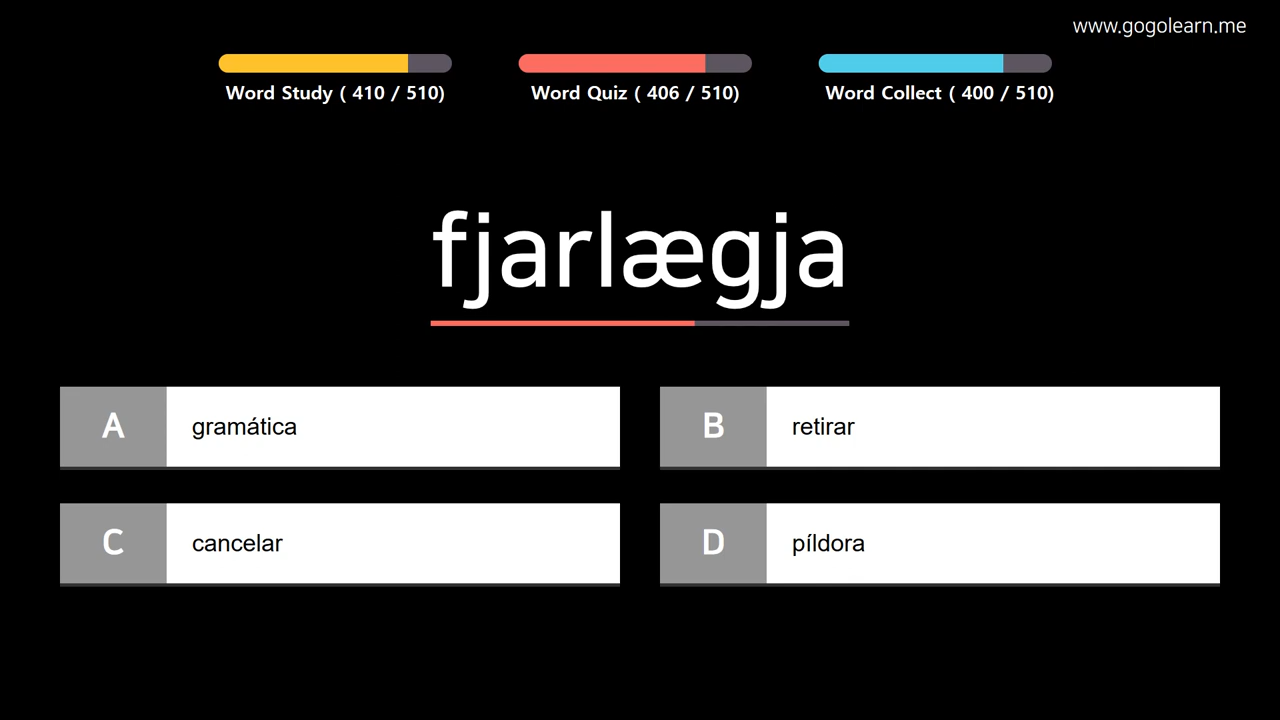 www.gogolearn.me
Word Study ( 410 / 510)
Word Quiz ( 406 / 510)
Word Collect ( 400 / 510)
fjarlægja
A gramática
B retirar
C cancelar
D píldora